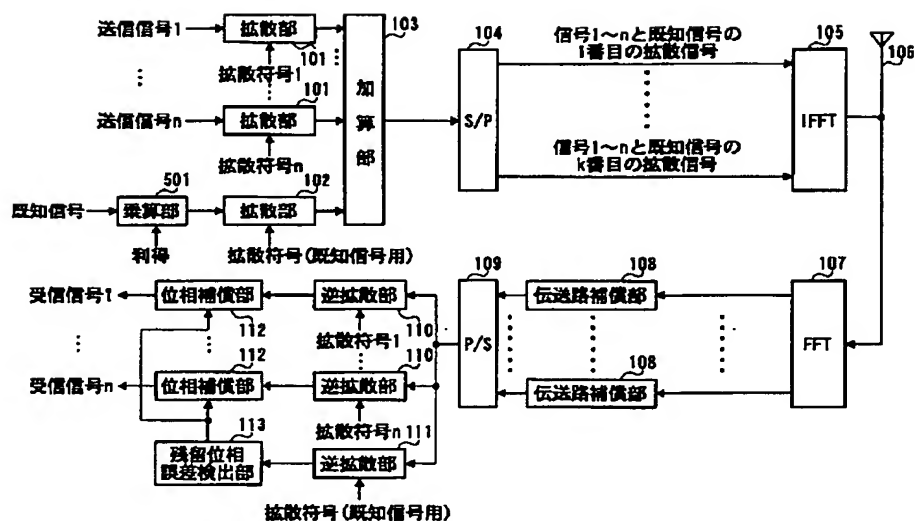 送信信号1
拡散部
101
拡散符号1
送信信号n
101
拡散部
拡散符号n
既知信号
501
乗算部
利得
102
拡散部
拡散符号(既知信号用)
103
加算部
104
S/P
信号1〜nと既知信号の
1番目の拡散信号
信号1〜nと既知信号の
k番目の拡散信号
105
IFFT
106
受信信号1
位相補償部
112
逆拡散部
110
拡散符号1
受信信号n
112
位相補償部
110
逆拡散部
拡散符号n
113
残留位相
誤差検出部
111
逆拡散部
拡散符号(既知信号用)
109
P/S
108
伝送路補償部
108
伝送路補償部
107
FFT